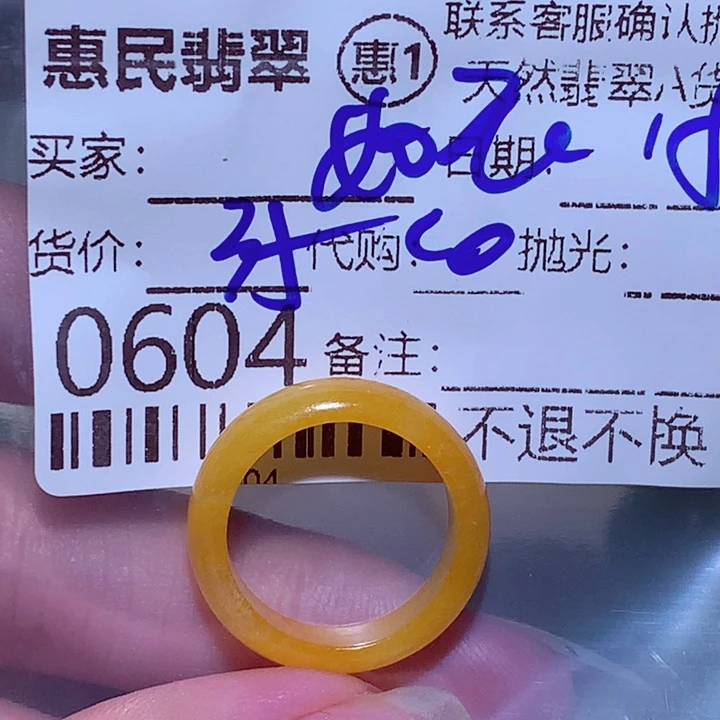 惠民翡翠 惠1 联系客服确认
天然翡翠A货
买家: 日期:
货价: 代购: 抛光:
0604 备注:
不退不换
04